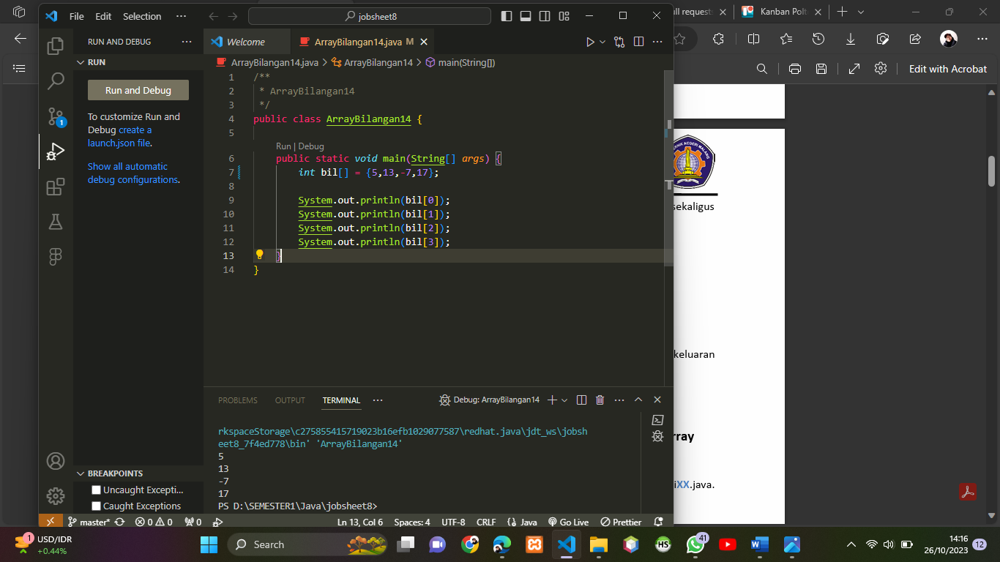 File Edit Selection ··· jobsheet8
ull request
Kanban Polt
RUN AND DEBUG ···
Welcome
ArrayBilangan14.java M
Edit with Acrobat
RUN
Run and Debug
To customize Run and
Debug create a
launch.json file.
Show all automatic
debug configurations.
ArrayBilangan14.java > ArrayBilangan14 > main(String[])
1 /**
2 * ArrayBilangan14
3 */
4 public class ArrayBilangan14 {
5
Run | Debug
6 public static void main(String[] args) {
7 int bil[] = {5,13,-7,17};
8
9 System.out.println(bil[0]);
10 System.out.println(bil[1]);
11 System.out.println(bil[2]);
12 System.out.println(bil[3]);
13 }
14 }
EKNIK NEGERI MALANG
sekaligus
keluaran
rray
iXX.java.
PROBLEMS OUTPUT TERMINAL ··· Debug: ArrayBilangan14
rkspaceStorage\c275855415719023b16efb1029077587\redhat.java\jdt_ws\jobsh
eet8_7f4ed778\bin' 'ArrayBilangan14'
5
13
-7
17
PS D:\SEMESTER1\Java\jobsheet8>
BREAKPOINTS
Uncaught Excepti...
Caught Exceptions
1
master* 0 0 0 Ln 13, Col 6 Spaces: 4 UTF-8 CRLF {} Java Go Live Prettier
1
USD/IDR
+0.44%
Search
HS
41
14:16
26/10/2023
12